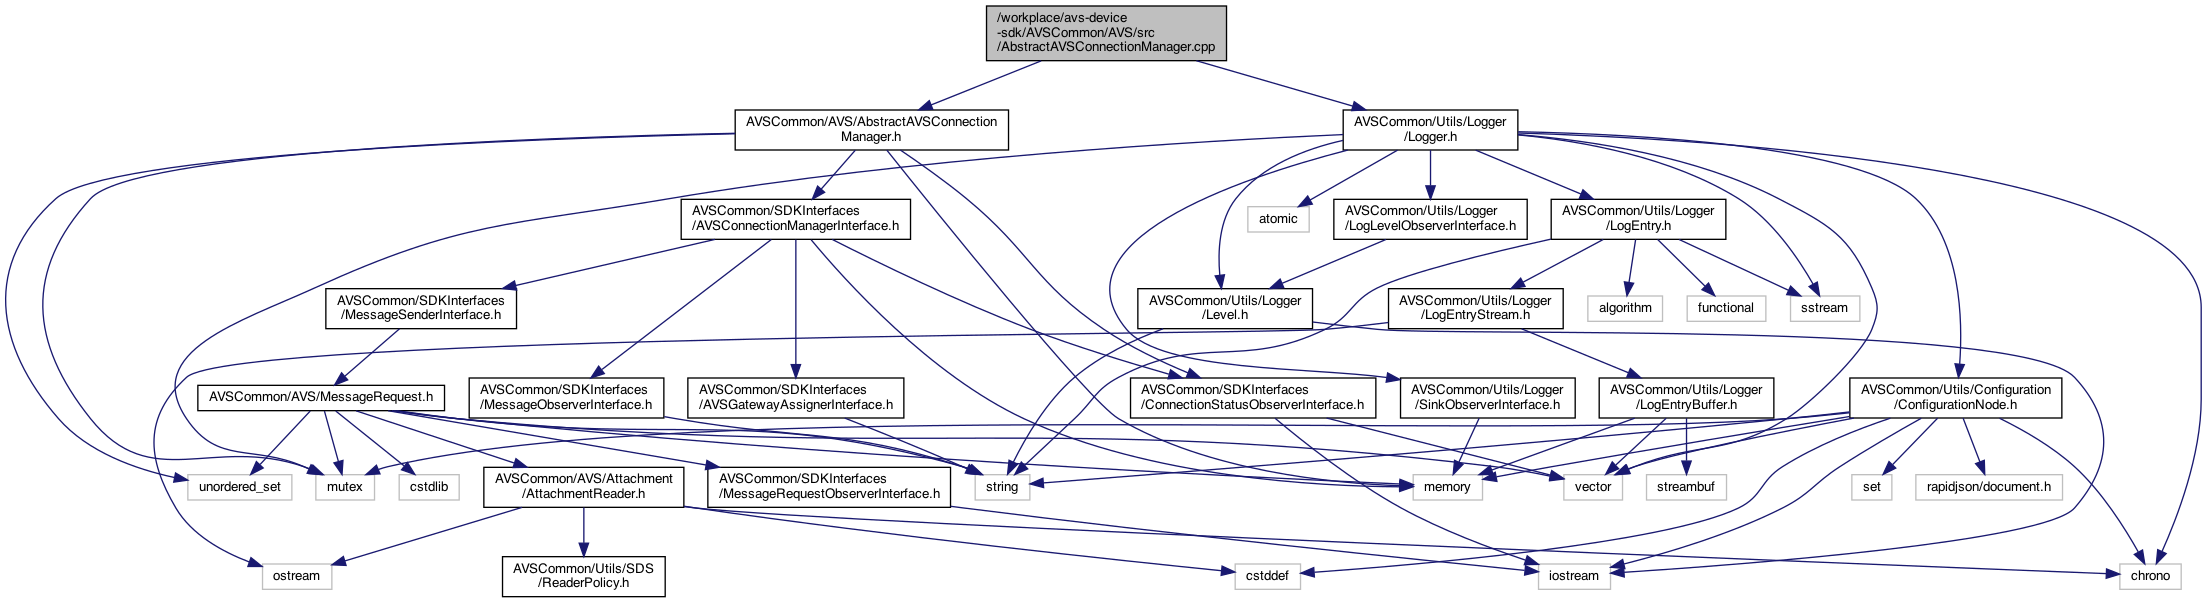 /workplace/avs-device
-sdk/AVSCommon/AVS/src
/AbstractAVSConnectionManager.cpp
AVSCommon/AVS/AbstractAVSConnection
Manager.h
AVSCommon/Utils/Logger
/Logger.h
AVSCommon/SDKInterfaces
/AVSConnectionManagerInterface.h
atomic
AVSCommon/Utils/Logger
/LogLevelObserverInterface.h
AVSCommon/Utils/Logger
/LogEntry.h
AVSCommon/SDKInterfaces
/MessageSenderInterface.h
AVSCommon/Utils/Logger
/Level.h
AVSCommon/Utils/Logger
/LogEntryStream.h
algorithm
functional
sstream
AVSCommon/AVS/MessageRequest.h
AVSCommon/SDKInterfaces
/MessageObserverInterface.h
AVSCommon/SDKInterfaces
/AVSGatewayAssignerInterface.h
AVSCommon/SDKInterfaces
/ConnectionStatusObserverInterface.h
AVSCommon/Utils/Logger
/SinkObserverInterface.h
AVSCommon/Utils/Logger
/LogEntryBuffer.h
AVSCommon/Utils/Configuration
/ConfigurationNode.h
unordered_set
mutex
cstdlib
AVSCommon/AVS/Attachment
/AttachmentReader.h
AVSCommon/SDKInterfaces
/MessageRequestObserverInterface.h
string
memory
vector
streambuf
set
rapidjson/document.h
ostream
AVSCommon/Utils/SDS
/ReaderPolicy.h
cstddef
iostream
chrono